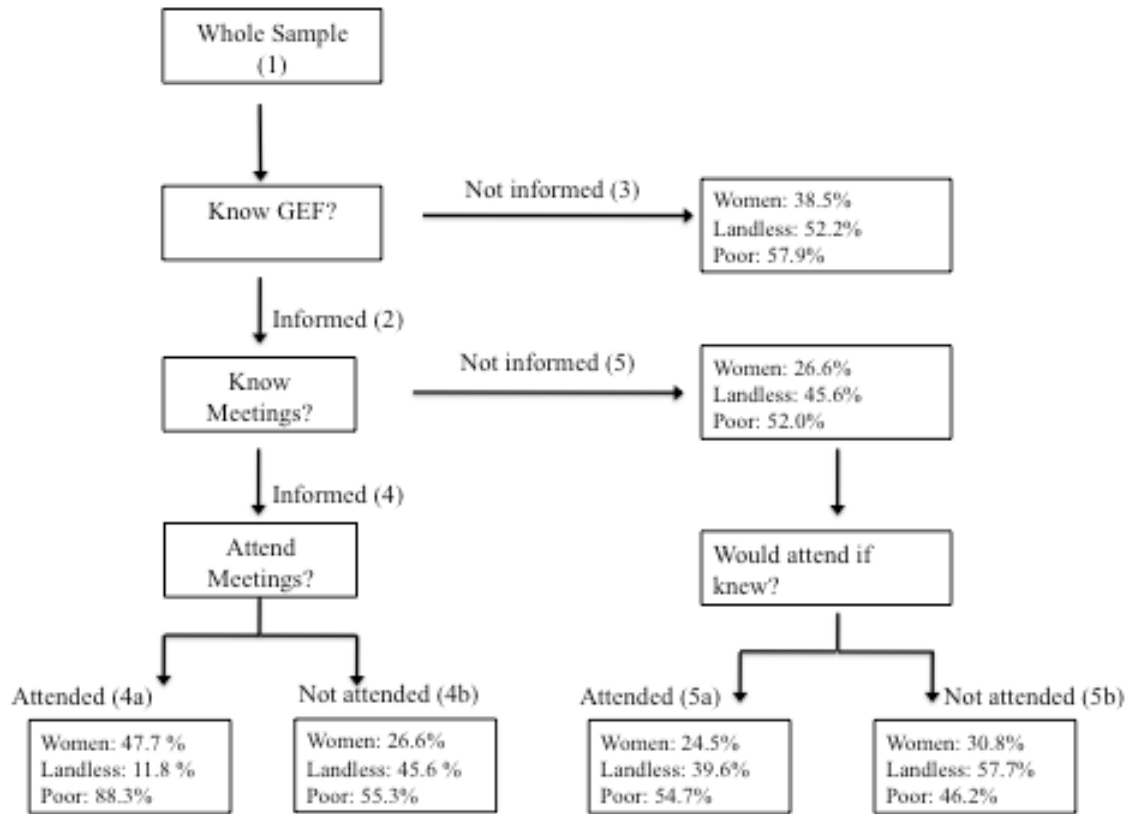 Whole Sample
(1)
Know GEF?
Not informed (3)
Women: 38.5%
Landless: 52.2%
Poor: 57.9%
Informed (2)
Know
Meetings?
Not informed (5)
Women: 26.6%
Landless: 45.6%
Poor: 52.0%
Informed (4)
Attend
Meetings?
Would attend if
knew?
Attended (4a)
Women: 47.7 %
Landless: 11.8 %
Poor: 88.3%
Not attended (4b)
Women: 26.6%
Landless: 45.6 %
Poor: 55.3%
Attended (5a)
Women: 24.5%
Landless: 39.6%
Poor: 54.7%
Not attended (5b)
Women: 30.8%
Landless: 57.7%
Poor: 46.2%